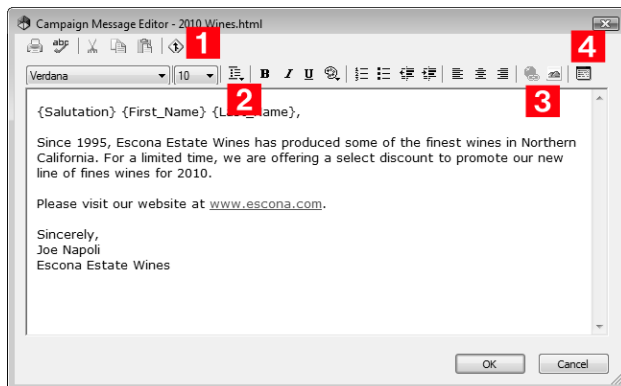 Campaign Message Editor - 2010 Wines.html
abc
1
4
Verdana
10
B I U
2
3
{Salutation} {First_Name} {L name},
Since 1995, Escona Estate Wines has produced some of the finest wines in Northern
California. For a limited time, we are offering a select discount to promote our new
line of fines wines for 2010.
Please visit our website at www.escona.com.
Sincerely,
Joe Napoli
Escona Estate Wines
OK
Cancel